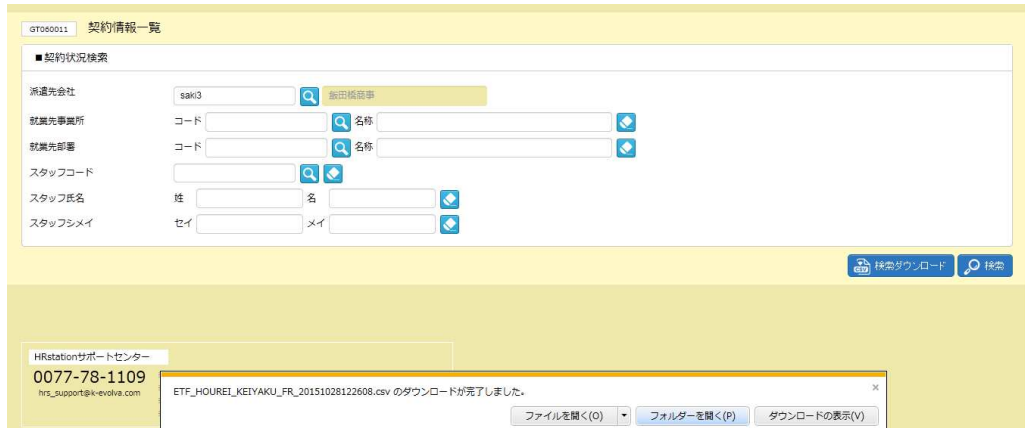 GT060011 契約情報一覧
■契約状況検索
派遣先会社 saki3 飯田橋商事
就業先事業所 コード 名称
就業先部署 コード 名称
スタッフコード
スタッフ氏名 姓 名
スタッフシメイ セイ メイ
CSV 検索ダウンロード 検索
HRstationサポートセンター
0077-78-1109
hrs_support@k-evolva.com
ETF_HOUREI_KEIYAKU_FR_20151028122608.csv のダウンロードが完了しました。 ×
ファイルを開く(O) フォルダーを開く(P) ダウンロードの表示(V)